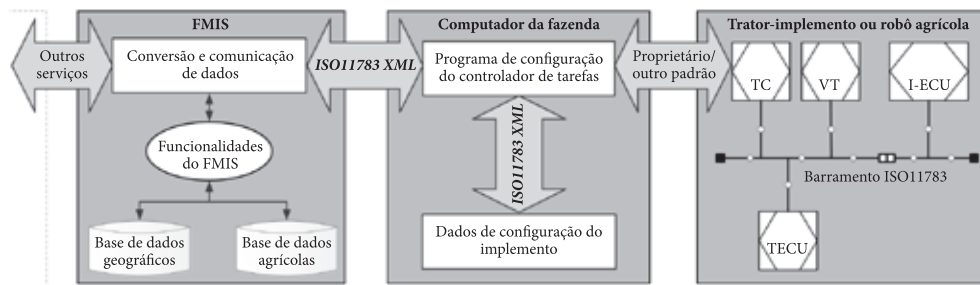 FMIS
Computador da fazenda
Trator-implemento ou robô agrícola
Outros
serviços
Conversão e comunicação
de dados
ISO11783 XML
Programa de configuração
do controlador de tarefas
Proprietário/
outro padrão
TC
VT
I-ECU
Funcionalidades
do FMIS
ISO11783 XML
Barramento ISO11783
Base de dados
geográficos
Base de dados
agrícolas
Dados de configuração do
implemento
TECU